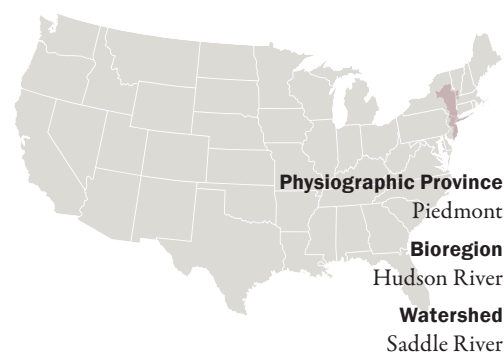 Physiographic Province
Piedmont
Bioregion
Hudson River
Watershed
Saddle River